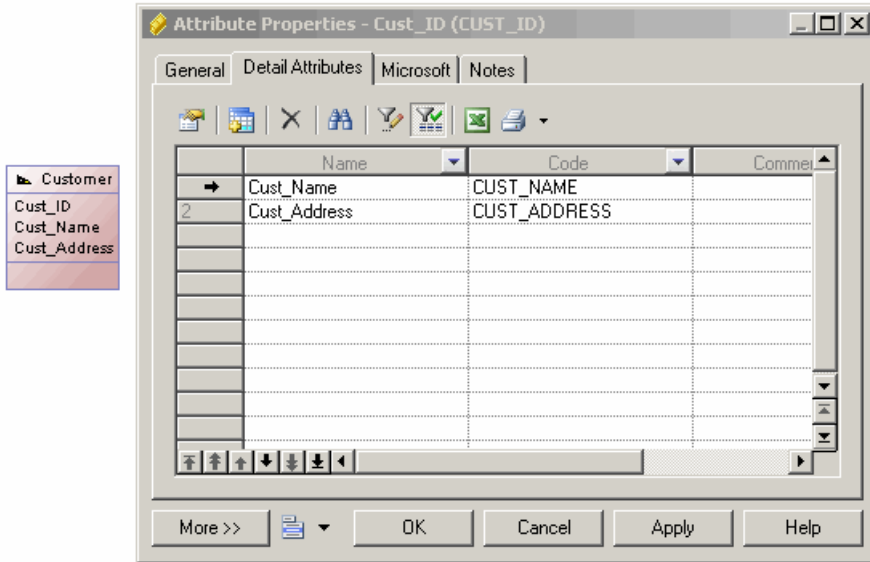 Customer
Cust_ID
Cust_Name
Cust_Address
Attribute Properties - Cust_ID (CUST_ID)
General Detail Attributes Microsoft Notes
Name Code
Cust_Name CUST_NAME
2 Cust_Address CUST_ADDRESS
More >> OK Cancel Apply Help